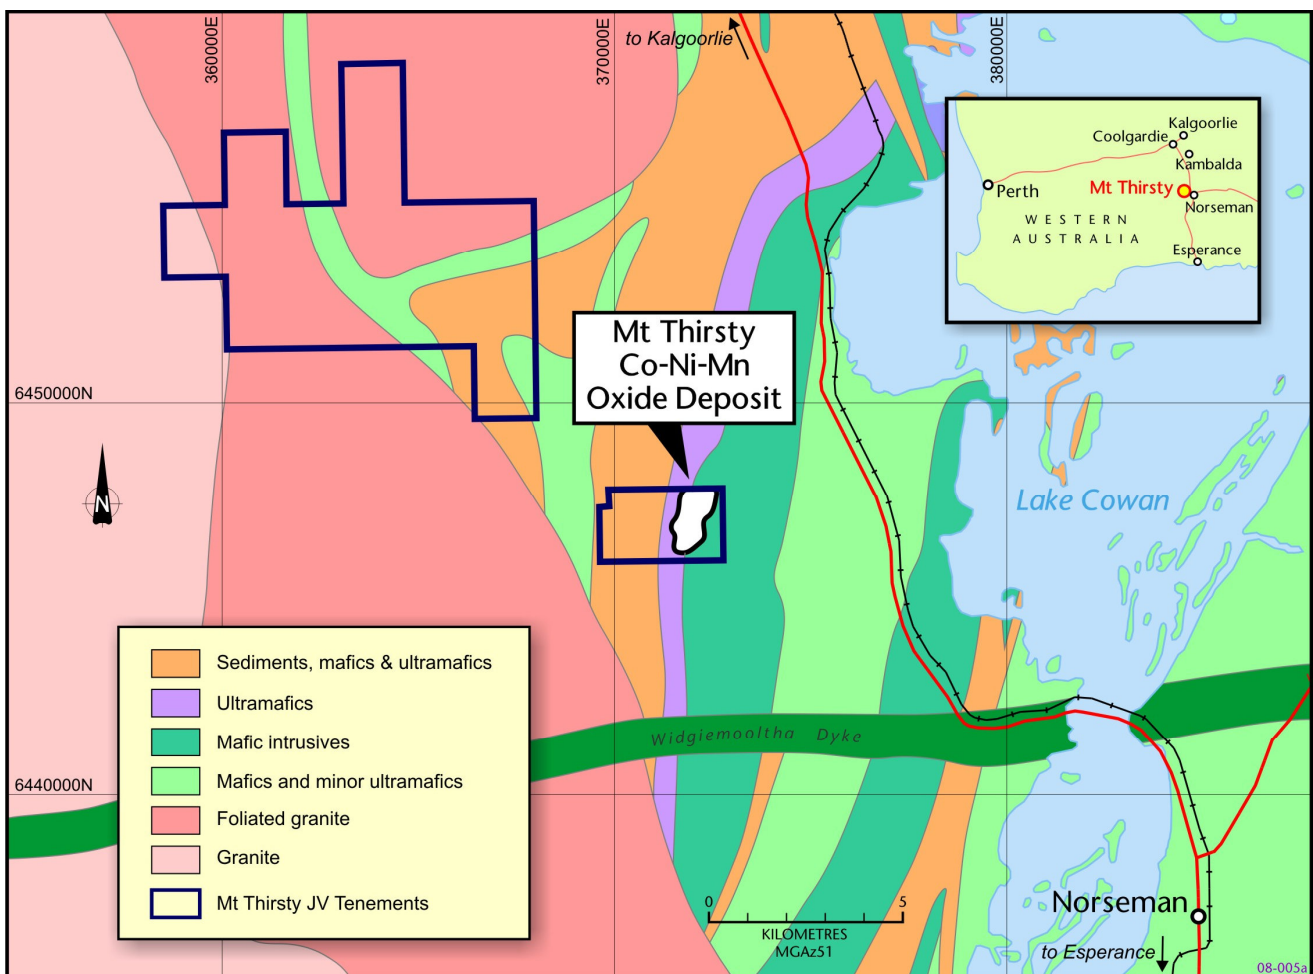 to Kalgoorlie
360000E
370000E
380000E
Kalgoorlie
Coolgardie
Kambalda
Perth
Mt Thirsty
Norseman
WESTERN
AUSTRALIA
Esperance
Mt Thirsty
Co-Ni-Mn
Oxide Deposit
6450000N
N
Lake Cowan
Sediments, mafics & ultramafics
Ultramafics
Mafic intrusives
Mafics and minor ultramafics
Foliated granite
Granite
Mt Thirsty JV Tenements
Widgiemooltha Dyke
6440000N
0 5
KILOMETRES
MGAz51
Norseman
to Esperance
08-005a